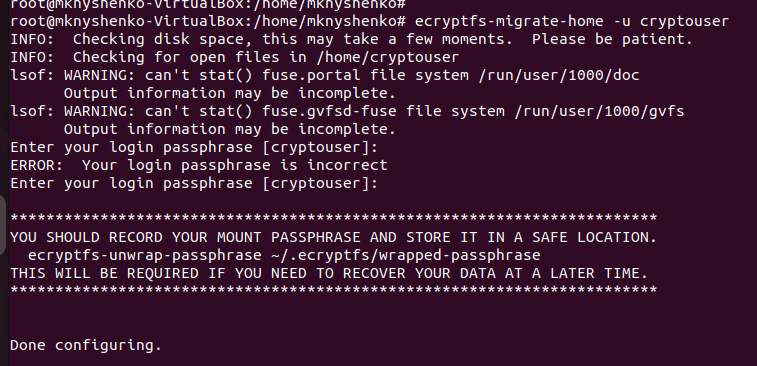 root@mknyshenko-VirtualBox:/home/mknyshenko#
root@mknyshenko-VirtualBox:/home/mknyshenko# ecryptfs-migrate-home -u cryptouser
INFO:  Checking disk space, this may take a few moments.  Please be patient.
INFO:  Checking for open files in /home/cryptouser
lsof: WARNING: can't stat() fuse.portal file system /run/user/1000/doc
      Output information may be incomplete.
lsof: WARNING: can't stat() fuse.gvfsd-fuse file system /run/user/1000/gvfs
      Output information may be incomplete.
Enter your login passphrase [cryptouser]:
ERROR:  Your login passphrase is incorrect
Enter your login passphrase [cryptouser]:
************************************************************************
YOU SHOULD RECORD YOUR MOUNT PASSPHRASE AND STORE IT IN A SAFE LOCATION.
  ecryptfs-unwrap-passphrase ~/.ecryptfs/wrapped-passphrase
THIS WILL BE REQUIRED IF YOU NEED TO RECOVER YOUR DATA AT A LATER TIME.
************************************************************************
Done configuring.